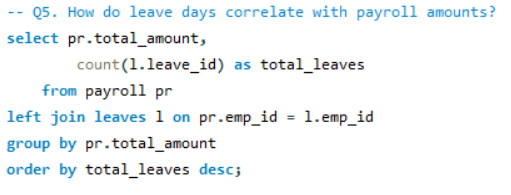 -- Q5. How do leave days correlate with payroll amounts?
select pr.total_amount,
count(l.leave_id) as total_leaves
from payroll pr
left join leaves l on pr.emp_id = l.emp_id
group by pr.total_amount
order by total_leaves desc;